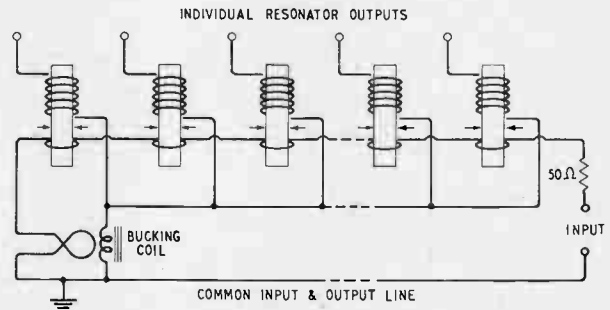 INDIVIDUAL RESONATOR OUTPUTS
50Ω
INPUT
BUCKING
COIL
COMMON INPUT & OUTPUT LINE